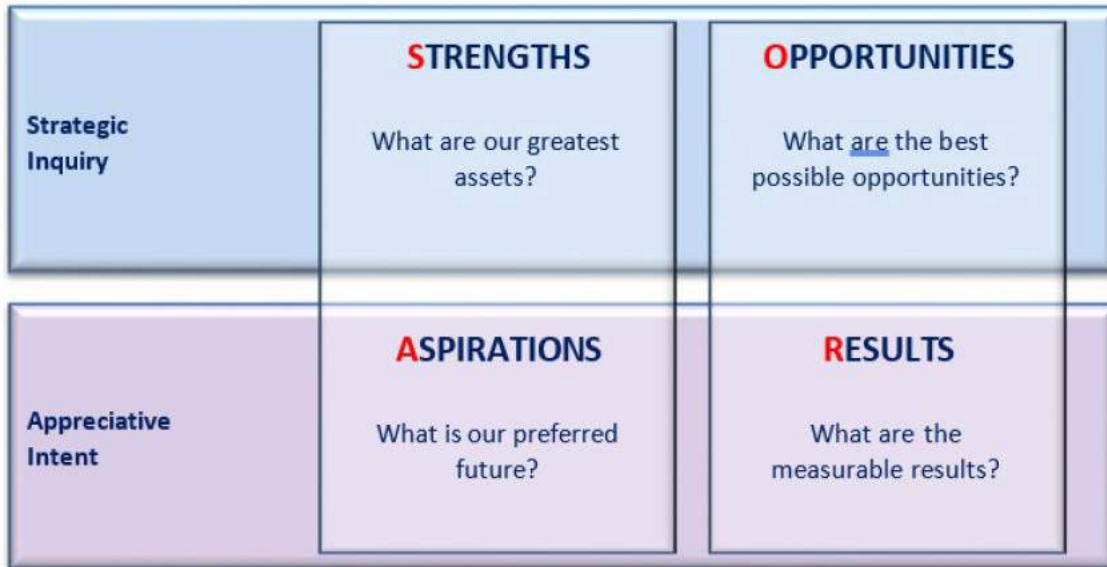 Strategic
Inquiry
STRENGTHS
What are our greatest
assets?
OPPORTUNITIES
What are the best
possible opportunities?
Appreciative
Intent
ASPIRATIONS
What is our preferred
future?
RESULTS
What are the
measurable results?